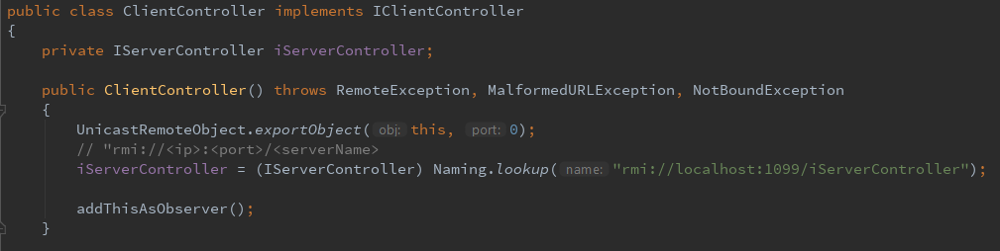 public class ClientController implements IClientController
{
    private IServerController iServerController;
    public ClientController() throws RemoteException, MalformedURLException, NotBoundException
    {
        UnicastRemoteObject.exportObject( obj: this, port: 0);
        // "rmi://<ip>:<port>/<serverName>
        iServerController = (IServerController) Naming.lookup( name: "rmi://localhost:1099/iServerController");
        addThisAsObserver();
    }